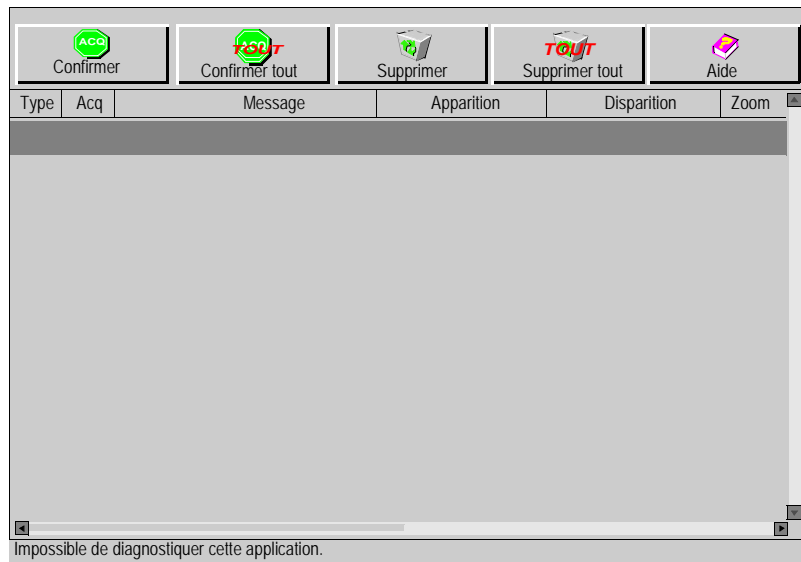 ACQ
TOUT
TOUT
Confirmer
Confirmer tout
Supprimer
Supprimer tout
Aide
Type Acq Message Apparition Disparition Zoom
Impossible de diagnostiquer cette application.